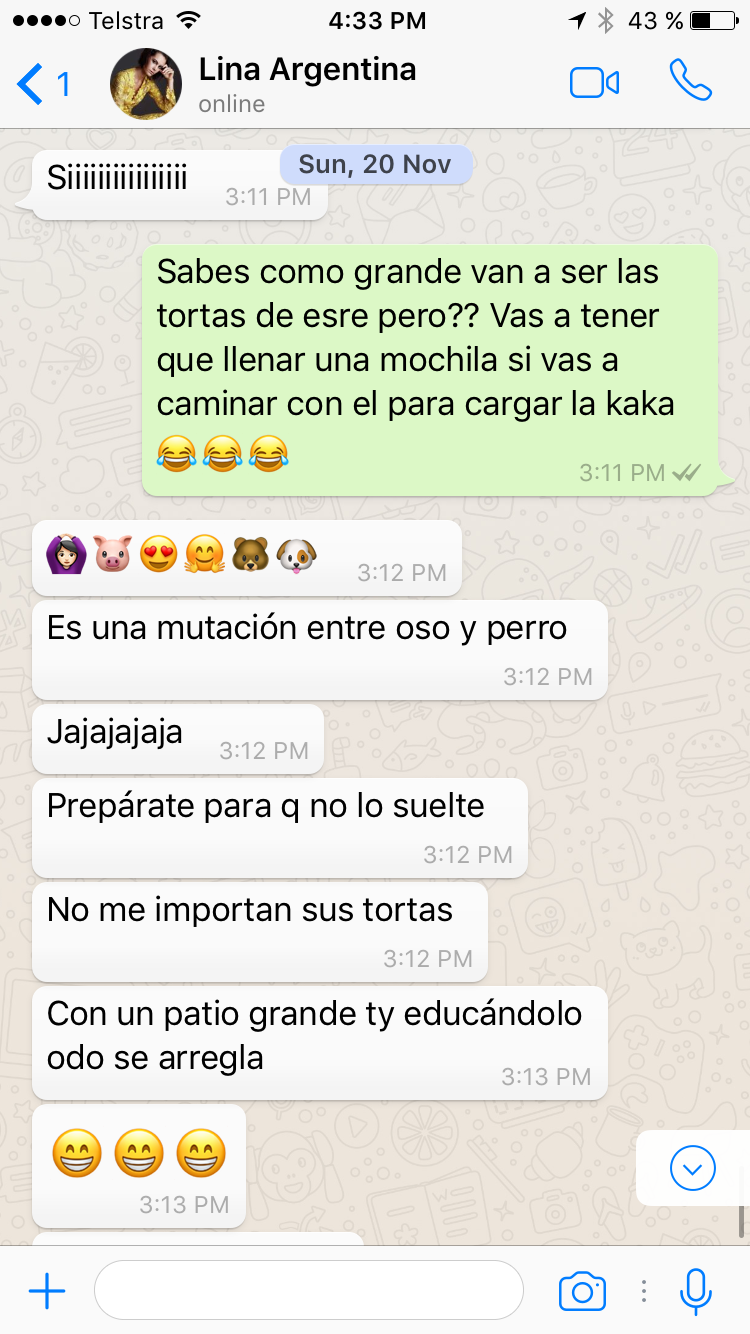 Telstra 4:33 PM 43 %
1 Lina Argentina
online
Sun, 20 Nov
Siiiiiiiiiiiiiiii
3:11 PM
Sabes como grande van a ser las
tortas de esre pero?? Vas a tener
que llenar una mochila si vas a
caminar con el para cargar la kaka
😂😂😂
3:11 PM
🙆🏻🐷😍🤗🐻🐶
3:12 PM
Es una mutación entre oso y perro
3:12 PM
Jajajajaja
3:12 PM
Prepárate para q no lo suelte
3:12 PM
No me importan sus tortas
3:12 PM
Con un patio grande ty educándolo
odo se arregla
3:13 PM
😁😁😁
3:13 PM